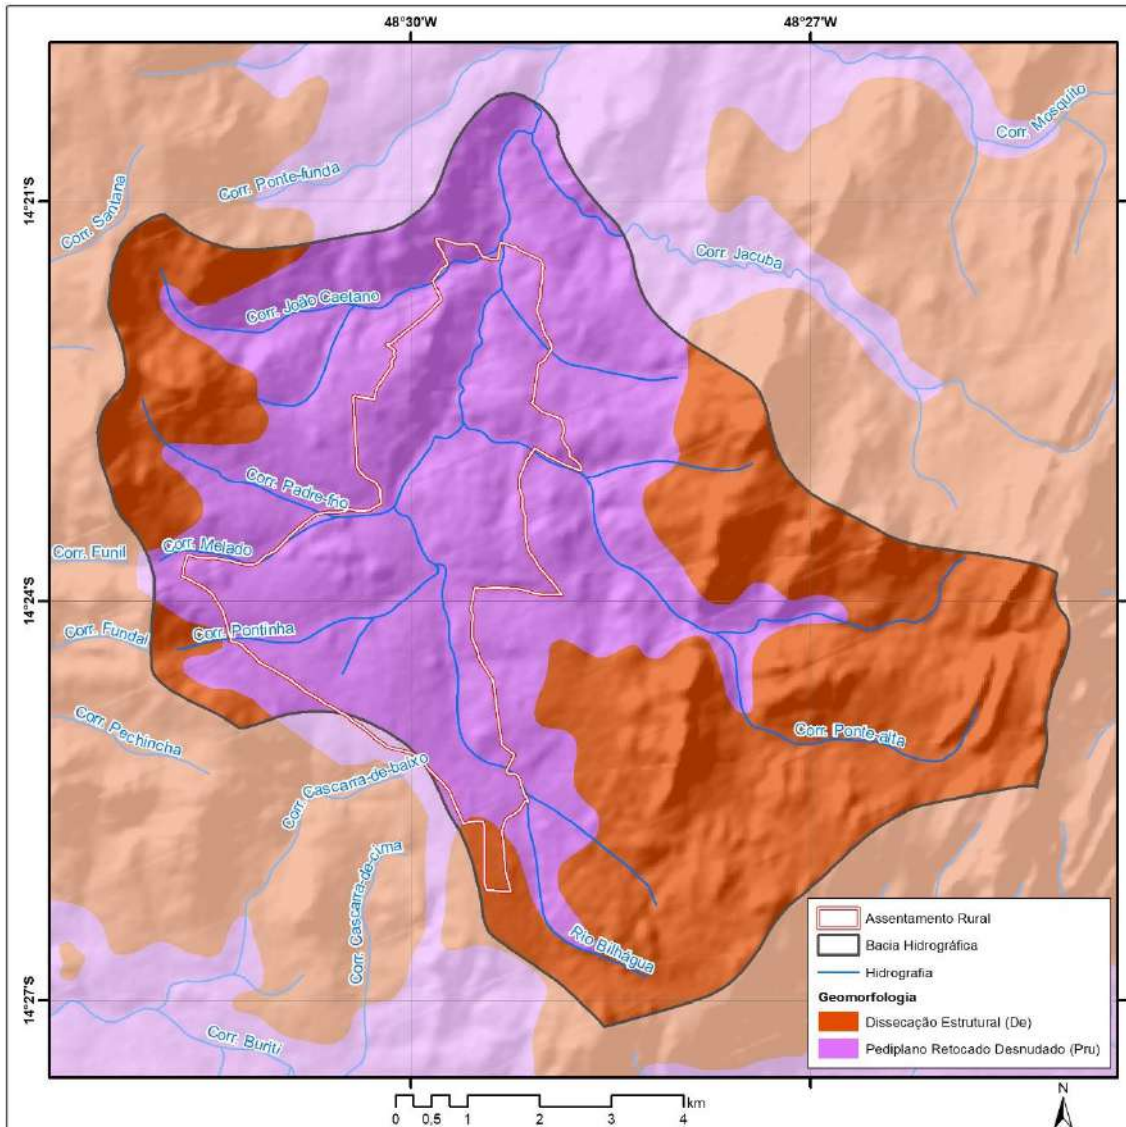 48°30'W
48°27'W
Corr. Mosquito
Corr. Ponte-funda
14°21'S
Corr. Santana
Corr. Jacuba
Corr. João Caetano
Corr. Padre-frio
Corr. Funil
Corr. Melado
14°24'S
Corr. Fundal
Corr. Pontinha
Corr. Pechincha
Corr. Ponte-alta
Corr. Cascarra-de-baixo
Corr. Cascarra-de-cima
Rio Bilhágua
14°27'S
Corr. Buriti
Assentamento Rural
Bacia Hidrográfica
Hidrografia
Geomorfologia
Dissecação Estrutural (De)
Pediplano Retocado Desnudado (Pru)
km
0 0,5 1 2 3 4
N